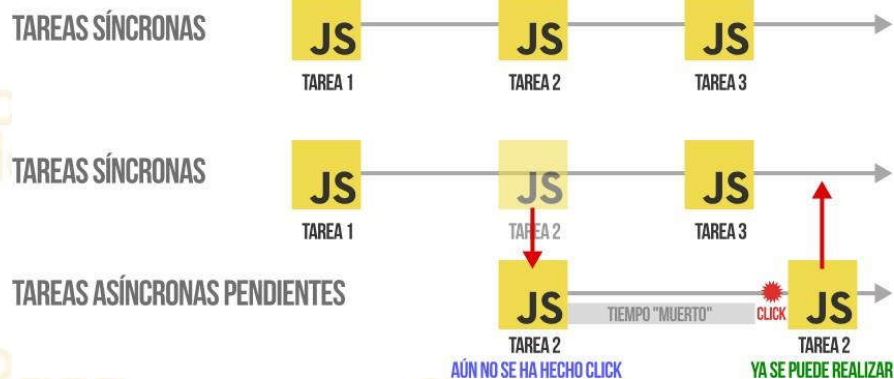 TAREAS SÍNCRONAS
JS JS JS
TAREA 1 TAREA 2 TAREA 3
TAREAS SÍNCRONAS
JS JS JS
TAREA 1 TAREA 2 TAREA 3
TAREAS ASÍNCRONAS PENDIENTES
JS TIEMPO "MUERTO" CLICK JS
TAREA 2 TAREA 2
AÚN NO SE HA HECHO CLICK YA SE PUEDE REALIZAR